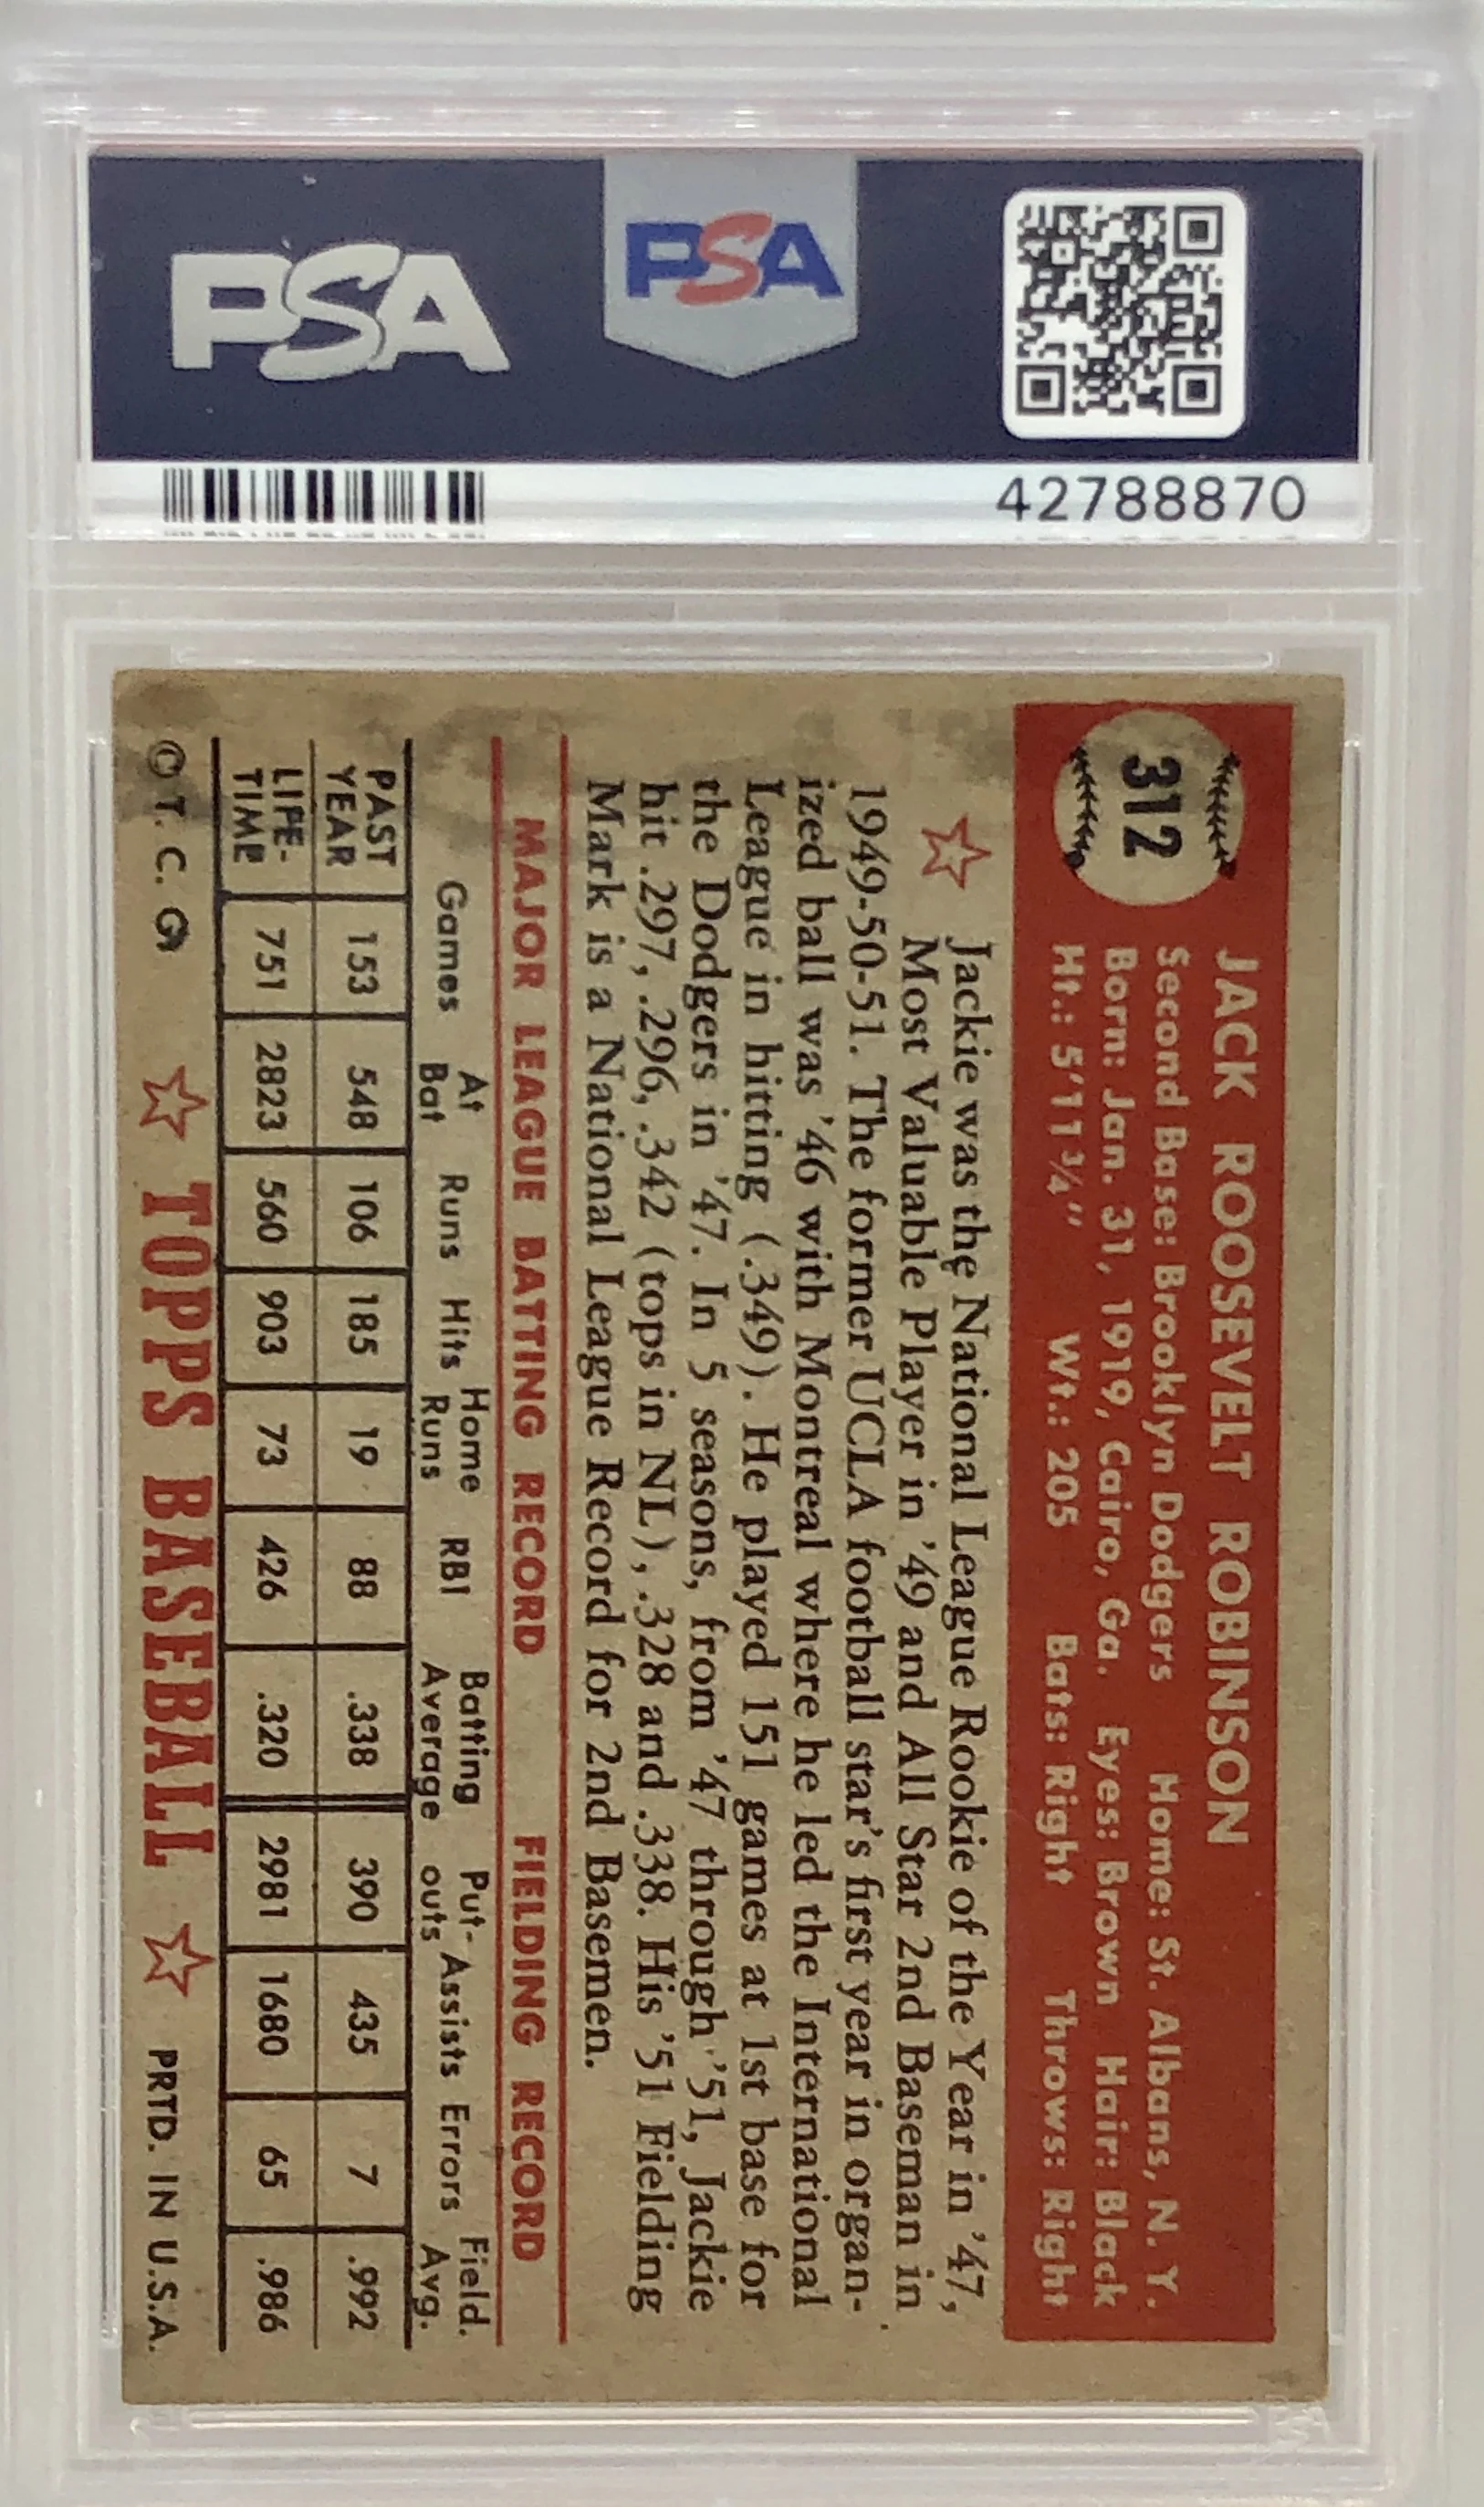 PSA
PSA
42788870
312
JACK ROOSEVELT ROBINSON
Second Base: Brooklyn Dodgers Home: St. Albans, N. Y.
Born: Jan. 31, 1919, Cairo, Ga. Eyes: Brown Hair: Black
Ht.: 5'11 ¾" Wt.: 205 Bats: Right Throws: Right
Jackie was the National League Rookie of the Year in '47,
Most Valuable Player in '49 and All Star 2nd Baseman in
1949-50-51. The former UCLA football star's first year in organ-
ized ball was '46 with Montreal where he led the International
League in hitting (.349). He played 151 games at 1st base for
the Dodgers in '47. In 5 seasons, from '47 through '51, Jackie
hit .297, .296, .342 (tops in NL), .328 and .338. His '51 Fielding
Mark is a National League Record for 2nd Basemen.
MAJOR LEAGUE BATTING RECORD FIELDING RECORD
Games At Bat Runs Hits Home Runs RBI Batting Average Put-outs Assists Errors Field. Avg.
PAST YEAR 153 548 106 185 19 88 .338 390 435 7 .992
LIFE-TIME 751 2823 560 903 73 426 .320 2981 1680 65 .986
© T. C. G. TOPPS BASEBALL PRTD. IN U.S.A.